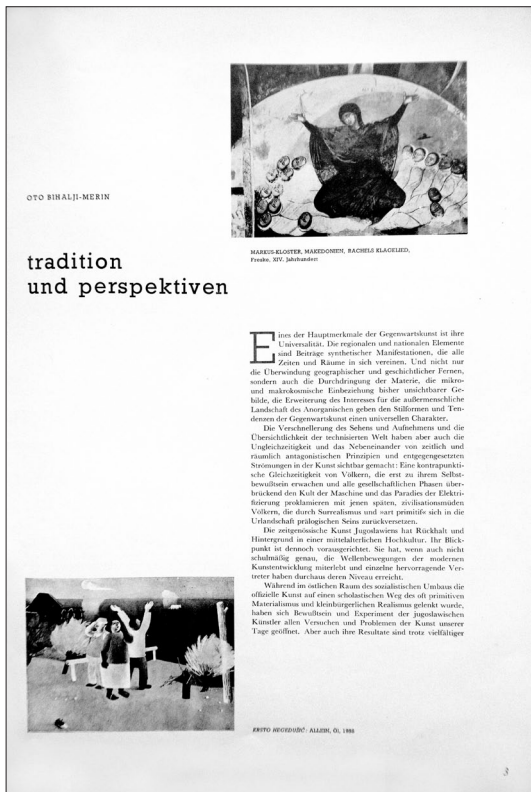 OTO BIHALJI-MERIN
tradition
und perspektiven
MARKUS-KLOSTER, MAKEDONIEN, RACHELS KLAGELIED,
Fresko, XIV. Jahrhundert
Eines der Hauptmerkmale der Gegenwartskunst ist ihre
Universalität. Die regionalen und nationalen Elemente
sind Beiträge synthetischer Manifestationen, die alle
Zeiten und Räume in sich vereinen. Und nicht nur
die Überwindung geographischer und geschichtlicher Fernen,
sondern auch die Durchdringung der Materie, die mikro-
und makrokosmische Einbeziehung bisher unsichtbarer Ge-
bilde, die Erweiterung des Interesses für die außermenschliche
Landschaft des Anorganischen geben den Stilformen und Ten-
denzen der Gegenwartskunst einen universellen Charakter.
Die Verschnellerung des Sehens und Aufnehmens und die
Übersichtlichkeit der technisierten Welt haben aber auch die
Ungleichzeitigkeit und das Nebeneinander von zeitlich und
räumlich antagonistischen Prinzipien und entgegengesetzten
Strömungen in der Kunst sichtbar gemacht: Eine kontrapunkti-
sche Gleichzeitigkeit von Völkern, die erst zu ihrem Selbst-
bewußtsein erwachen und alle gesellschaftlichen Phasen über-
brückend den Kult der Maschine und das Paradies der Elektri-
fizierung proklamieren mit jenen späten, zivilisationsmüden
Völkern, die durch Surrealismus und »art primitif« sich in die
Urlandschaft prälogischen Seins zurückversetzen.
Die zeitgenössische Kunst Jugoslawiens hat Rückhalt und
Hintergrund in einer mittelalterlichen Hochkultur. Ihr Blick-
punkt ist dennoch vorausgerichtet. Sie hat, wenn auch nicht
schulmäßig genau, die Wellenbewegungen der modernen
Kunstentwicklung miterlebt und einzelne hervorragende Ver-
treter haben durchaus deren Niveau erreicht.
Während im östlichen Raum des sozialistischen Umbaus die
offizielle Kunst auf einen scholastischen Weg des oft primitiven
Materialismus und kleinbürgerlichen Realismus gelenkt wurde,
haben sich Bewußtsein und Experiment der jugoslawischen
Künstler allen Versuchen und Problemen der Kunst unserer
Tage geöffnet. Aber auch ihre Resultate sind trotz vielfältiger
KRSTO HEGEDUŠIĆ: ALLEIN, ÖL,
3